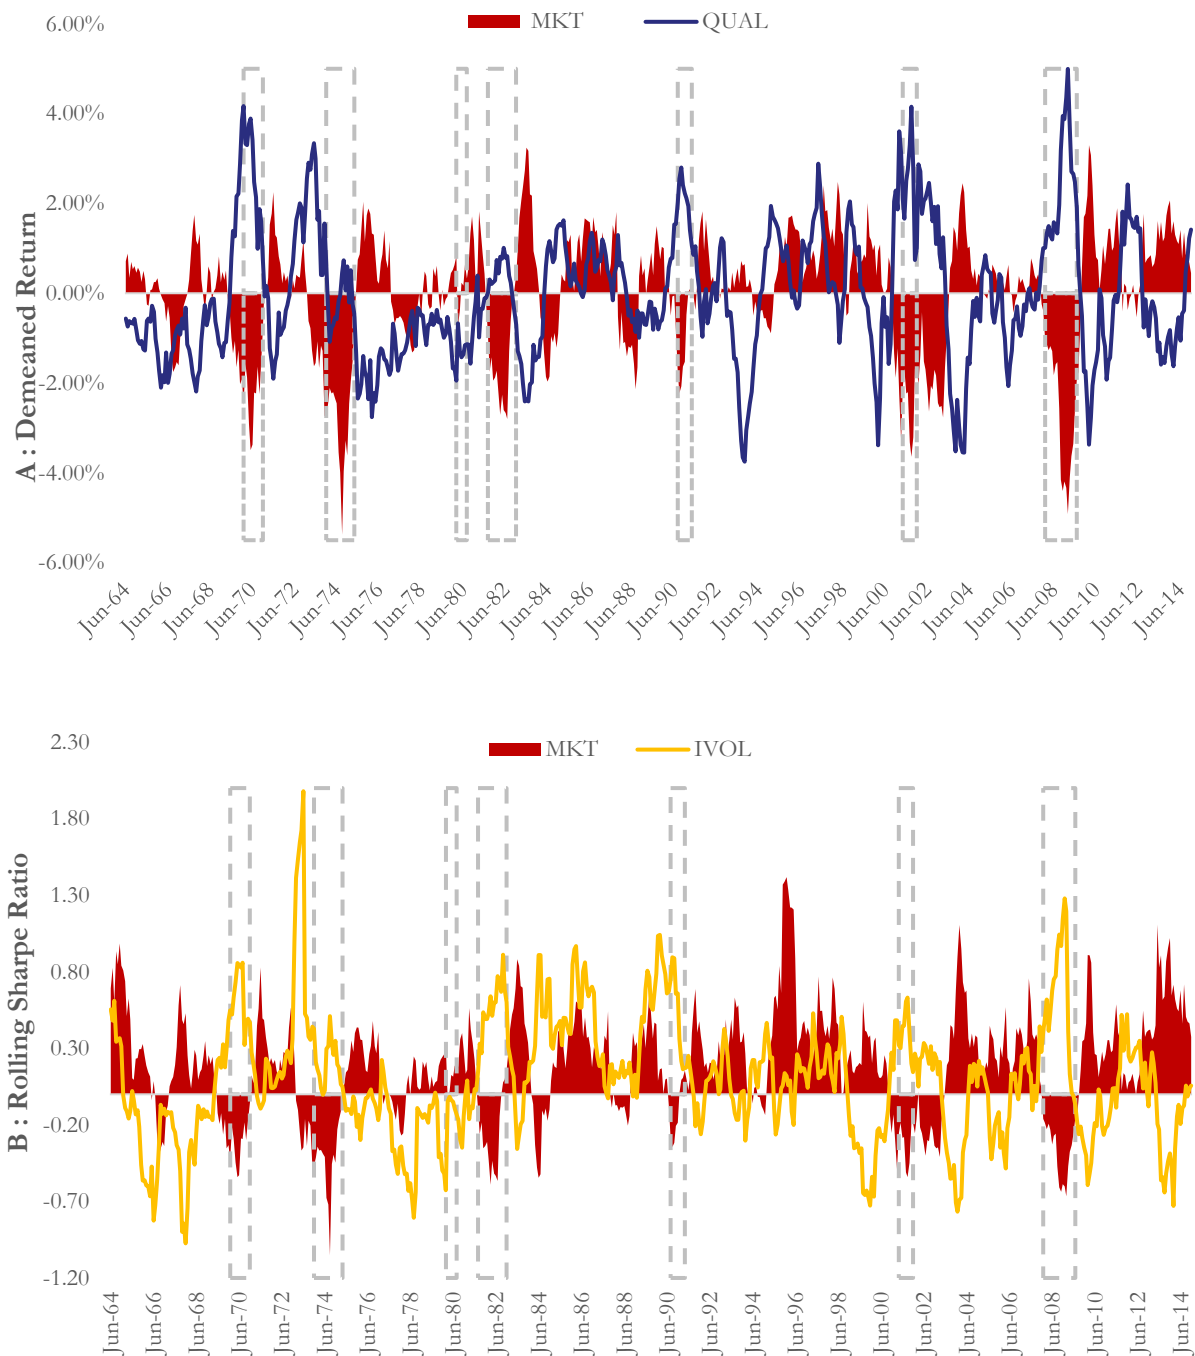 MKT QUAL
6.00%
4.00%
2.00%
0.00%
-2.00%
-4.00%
-6.00%
A : Demeaned Return
Jun-64 Jun-66 Jun-68 Jun-70 Jun-72 Jun-74 Jun-76 Jun-78 Jun-80 Jun-82 Jun-84 Jun-86 Jun-88 Jun-90 Jun-92 Jun-94 Jun-96 Jun-98 Jun-00 Jun-02 Jun-04 Jun-06 Jun-08 Jun-10 Jun-12 Jun-14
MKT IVOL
2.30
1.80
1.30
0.80
0.30
-0.20
-0.70
-1.20
B : Rolling Sharpe Ratio
Jun-64 Jun-66 Jun-68 Jun-70 Jun-72 Jun-74 Jun-76 Jun-78 Jun-80 Jun-82 Jun-84 Jun-86 Jun-88 Jun-90 Jun-92 Jun-94 Jun-96 Jun-98 Jun-00 Jun-02 Jun-04 Jun-06 Jun-08 Jun-10 Jun-12 Jun-14